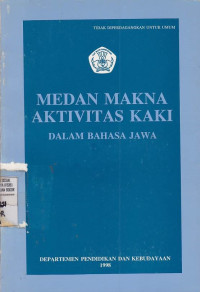 TIDAK DIPERDAGANGKAN UNTUK UMUM
MEDAN MAKNA
AKTIVITAS KAKI
DALAM BAHASA JAWA
DEPARTEMEN PENDIDIKAN DAN KEBUDAYAAN
1998